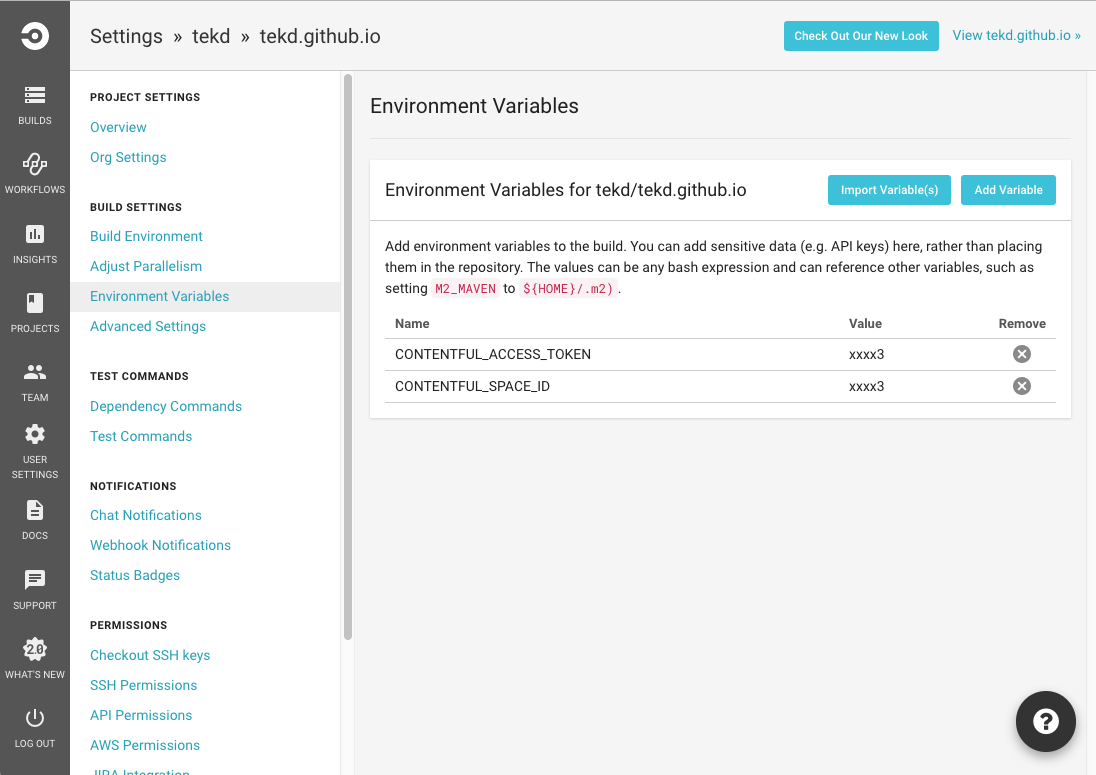 Settings » tekd » tekd.github.io
Check Out Our New Look
View tekd.github.io »
BUILDS
WORKFLOWS
INSIGHTS
PROJECTS
TEAM
USER
SETTINGS
DOCS
SUPPORT
2.0
WHAT'S NEW
LOG OUT
PROJECT SETTINGS
Overview
Org Settings
BUILD SETTINGS
Build Environment
Adjust Parallelism
Environment Variables
Advanced Settings
TEST COMMANDS
Dependency Commands
Test Commands
NOTIFICATIONS
Chat Notifications
Webhook Notifications
Status Badges
PERMISSIONS
Checkout SSH keys
SSH Permissions
API Permissions
AWS Permissions
JIRA Integration
Environment Variables
Environment Variables for tekd/tekd.github.io
Import Variable(s)
Add Variable
Add environment variables to the build. You can add sensitive data (e.g. API keys) here, rather than placing
them in the repository. The values can be any bash expression and can reference other variables, such as
setting M2_MAVEN to ${HOME}/.m2) .
Name Value Remove
CONTENTFUL_ACCESS_TOKEN xxxx3
CONTENTFUL_SPACE_ID xxxx3
?